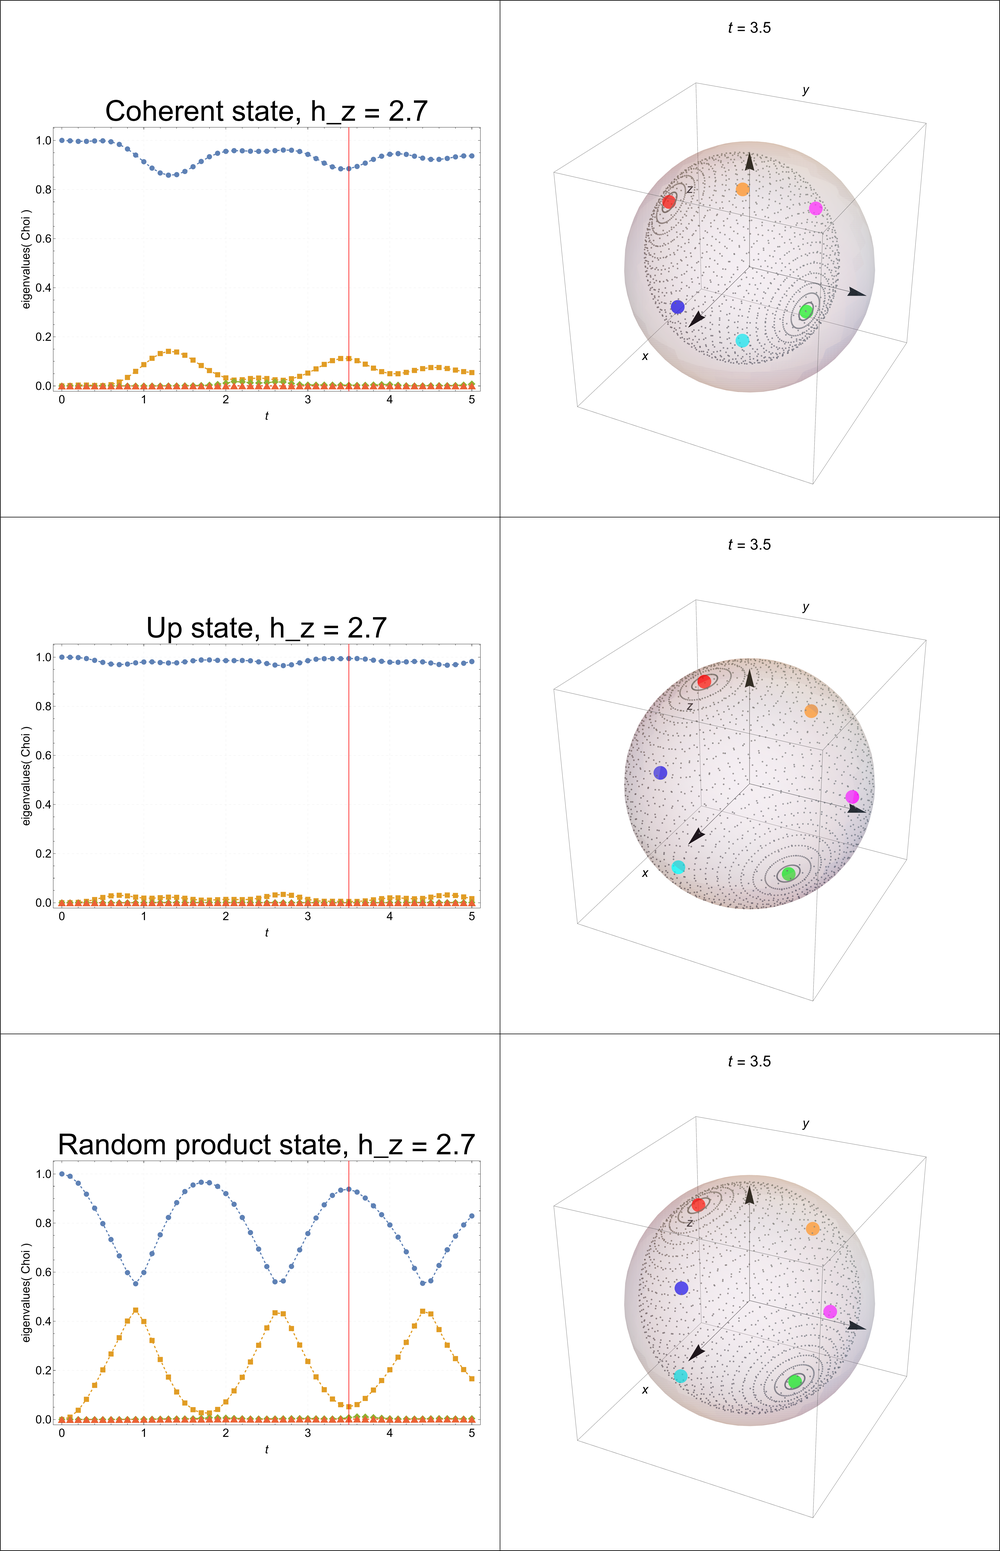 t = 3.5
y
Coherent state, h_z = 2.7
1.0
0.8
0.6
0.4
0.2
0.0
eigenvalues( Choi )
0 1 2 3 4 5
t
z
x
t = 3.5
y
Up state, h_z = 2.7
1.0
0.8
0.6
0.4
0.2
0.0
eigenvalues( Choi )
0 1 2 3 4 5
t
z
x
t = 3.5
y
Random product state, h_z = 2.7
1.0
0.8
0.6
0.4
0.2
0.0
eigenvalues( Choi )
0 1 2 3 4 5
t
z
x